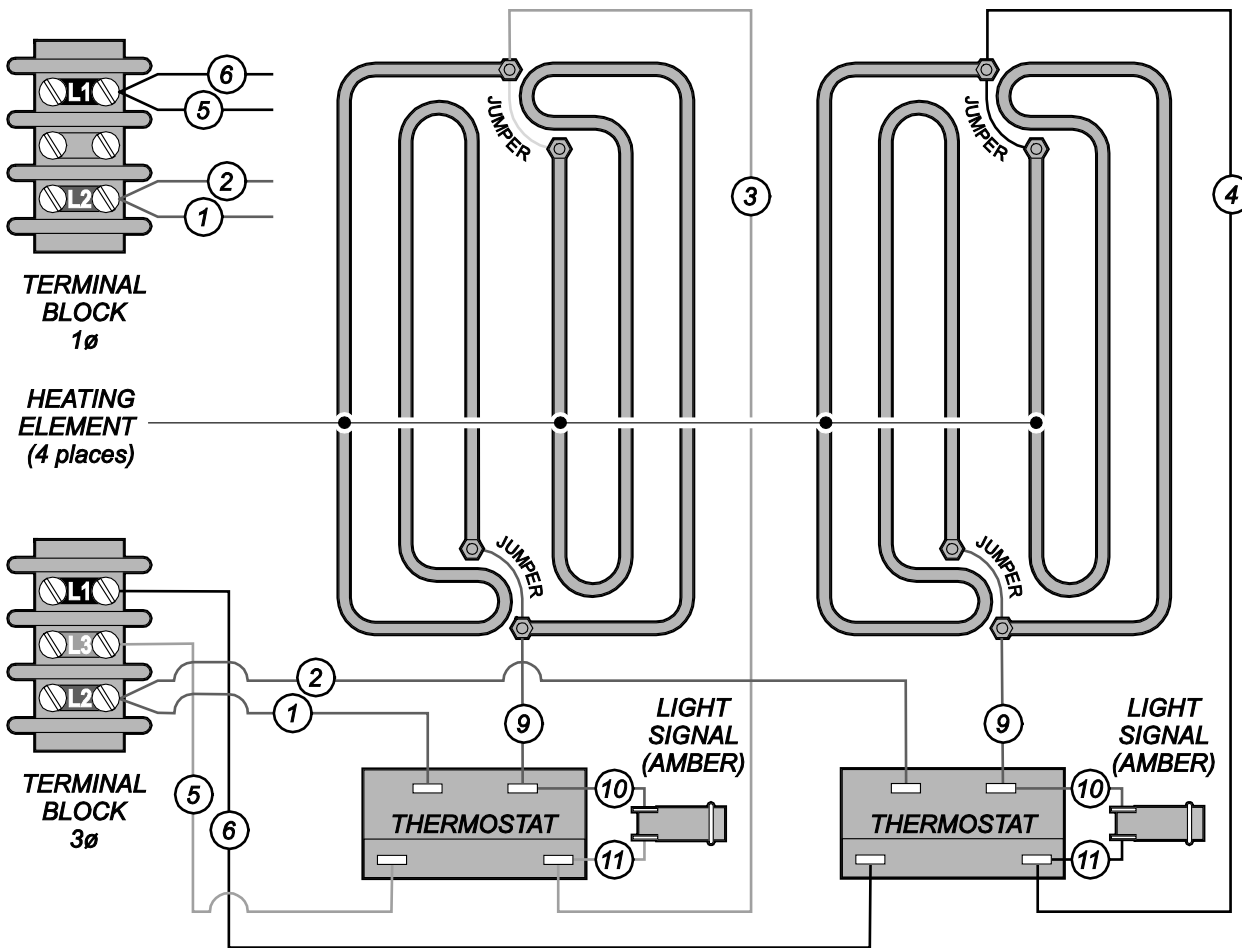 L1
6
5
L2
2
1
TERMINAL
BLOCK
1ø
JUMPER
3
JUMPER
4
HEATING
ELEMENT
(4 places)
JUMPER
JUMPER
L1
L3
L2
TERMINAL
BLOCK
3ø
2
1
5
6
9
LIGHT
SIGNAL
(AMBER)
10
THERMOSTAT
11
9
LIGHT
SIGNAL
(AMBER)
10
THERMOSTAT
11